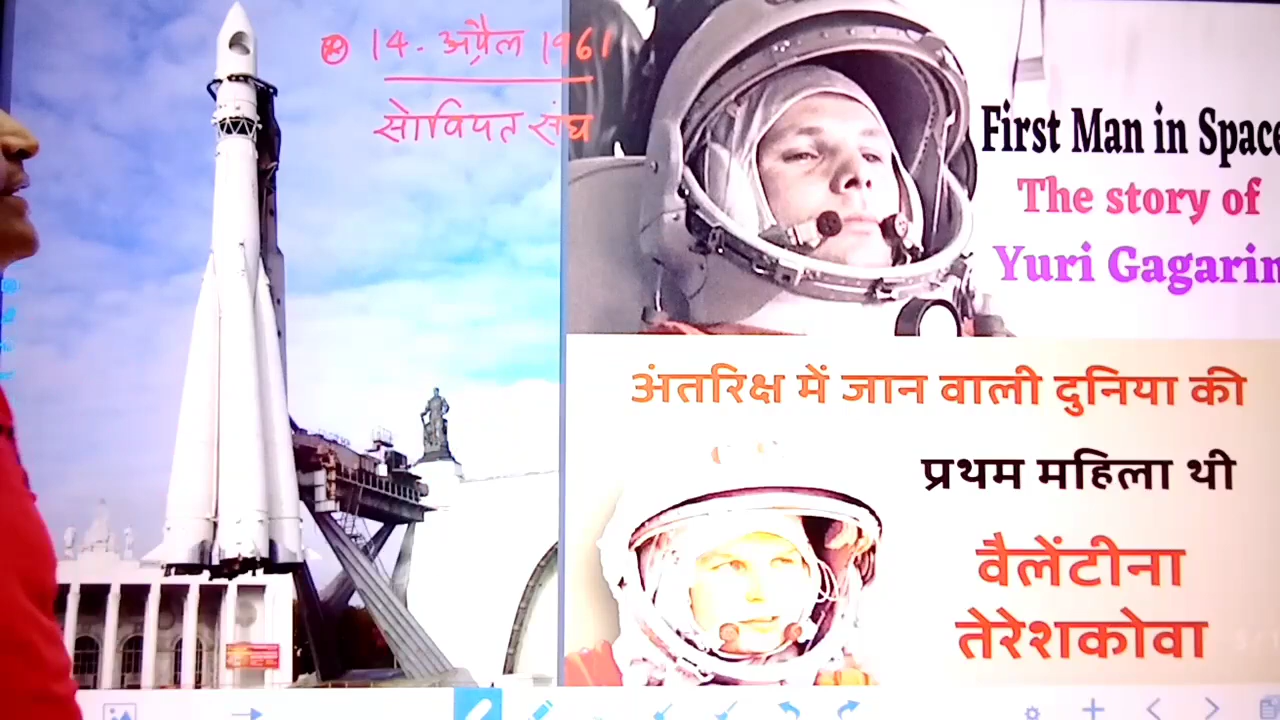 14. अप्रैल 1961
सोवियत संघ
First Man in Space
The story of
Yuri Gagarin
अंतरिक्ष में जान वाली दुनिया की
प्रथम महिला थी
वैलेंटीना
तेरेशकोवा